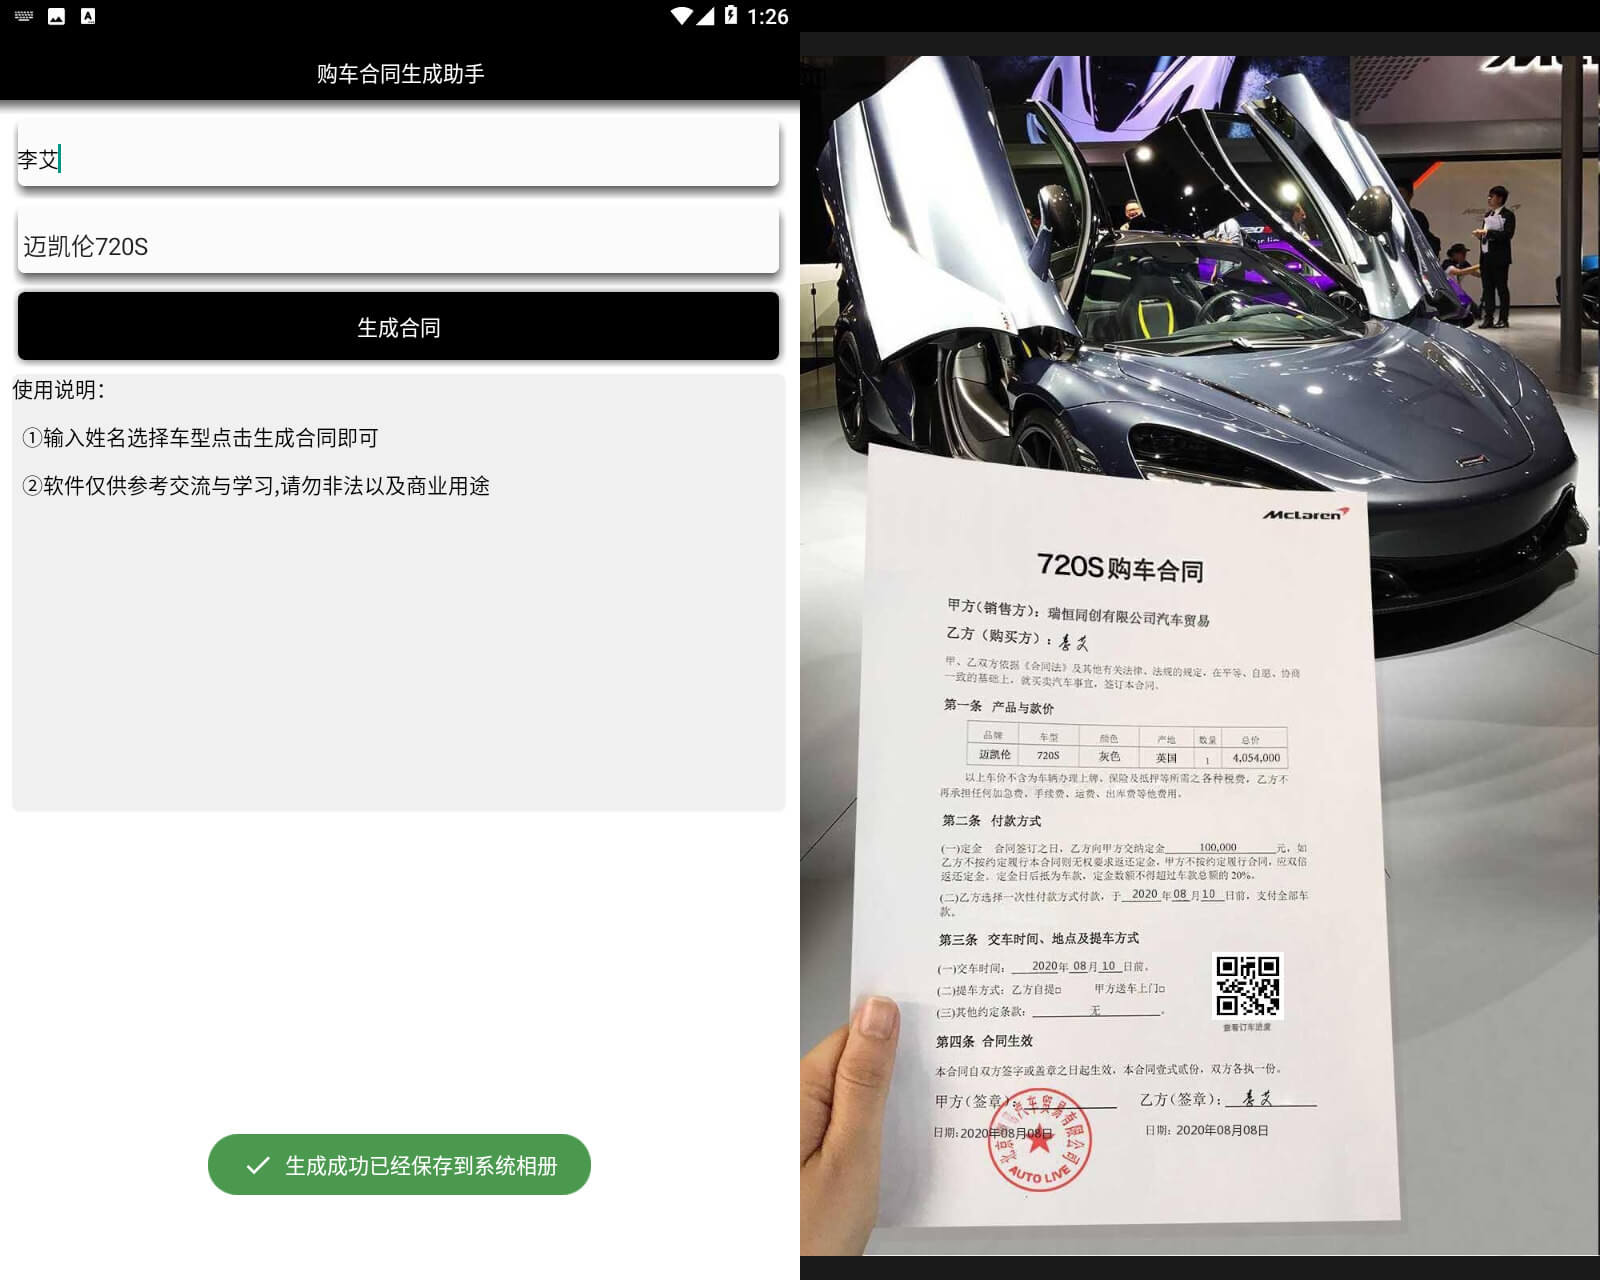 1:26
购车合同生成助手
李艾
迈凯伦720S
生成合同
使用说明：
①输入姓名选择车型点击生成合同即可
②软件仅供参考交流与学习,请勿非法以及商业用途
生成成功已经保存到系统相册
McLaren
720S购车合同
甲方(销售方)：瑞恒同创有限公司汽车贸易
乙方（购买方）：李艾
甲、乙双方依据《合同法》及其他有关法律、法规的规定，在平等、自愿、协商
一致的基础上，就买卖汽车事宜，签订本合同。
第一条 产品与款价
品牌 车型 颜色 产地 数量 总价
迈凯伦 720S 灰色 英国 1 4,054,000
以上车价不含为车辆办理上牌、保险及抵押等所需之各种税费，乙方不
再承担任何加急费、手续费、运费、出库费等他费用。
第二条 付款方式
(一)定金 合同签订之日，乙方向甲方交纳定金100,000元，如
乙方不按约定履行本合同则无权要求返还定金，甲方不按约定履行合同，应双倍
返还定金。定金日后抵为车款，定金数额不得超过车款总额的20%。
(二)乙方选择一次性付款方式付款，于2020年08月10日前，支付全部车
款。
第三条 交车时间、地点及提车方式
(一)交车时间：2020年08月10日前。
(二)提车方式：乙方自提□ 甲方送车上门□
(三)其他约定条款：无。
查看订车进度
第四条 合同生效
本合同自双方签字或盖章之日起生效，本合同壹式贰份，双方各执一份。
甲方(签章)： 乙方(签章)：李艾
日期:2020年08月08日 日期：2020年08月08日
汽车贸易有限公司
AUTO LIVE